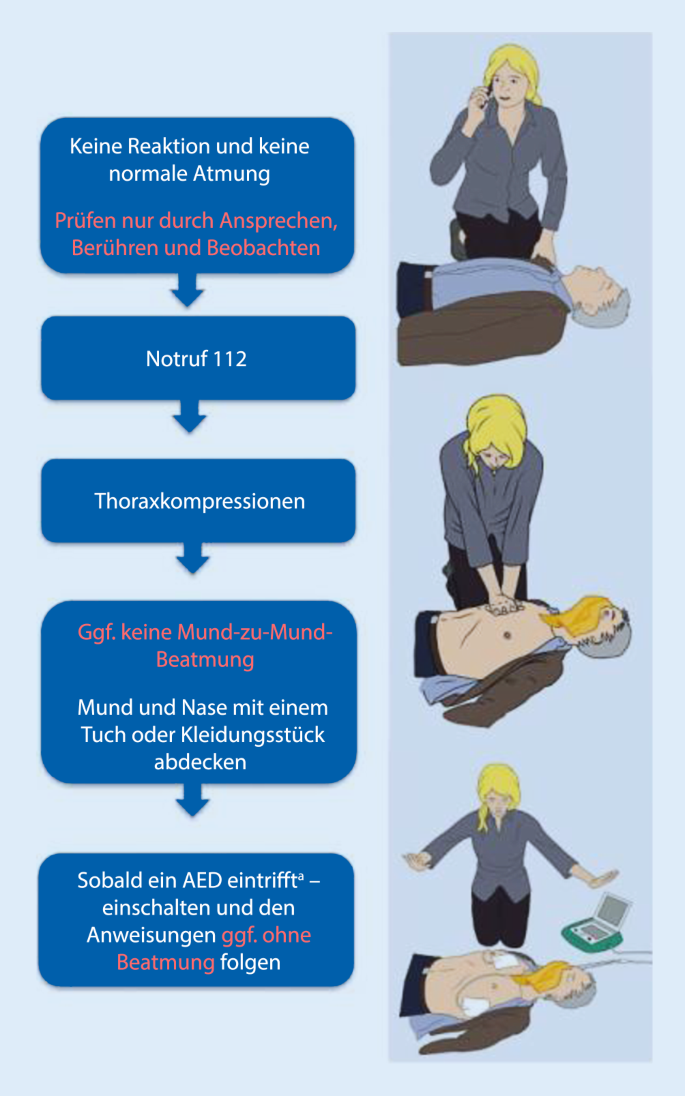 Keine Reaktion und keine
normale Atmung
Prüfen nur durch Ansprechen,
Berühren und Beobachten
Notruf 112
Thoraxkompressionen
Ggf. keine Mund-zu-Mund-
Beatmung
Mund und Nase mit einem
Tuch oder Kleidungsstück
abdecken
Sobald ein AED eintrifftᵃ –
einschalten und den
Anweisungen ggf. ohne
Beatmung folgen